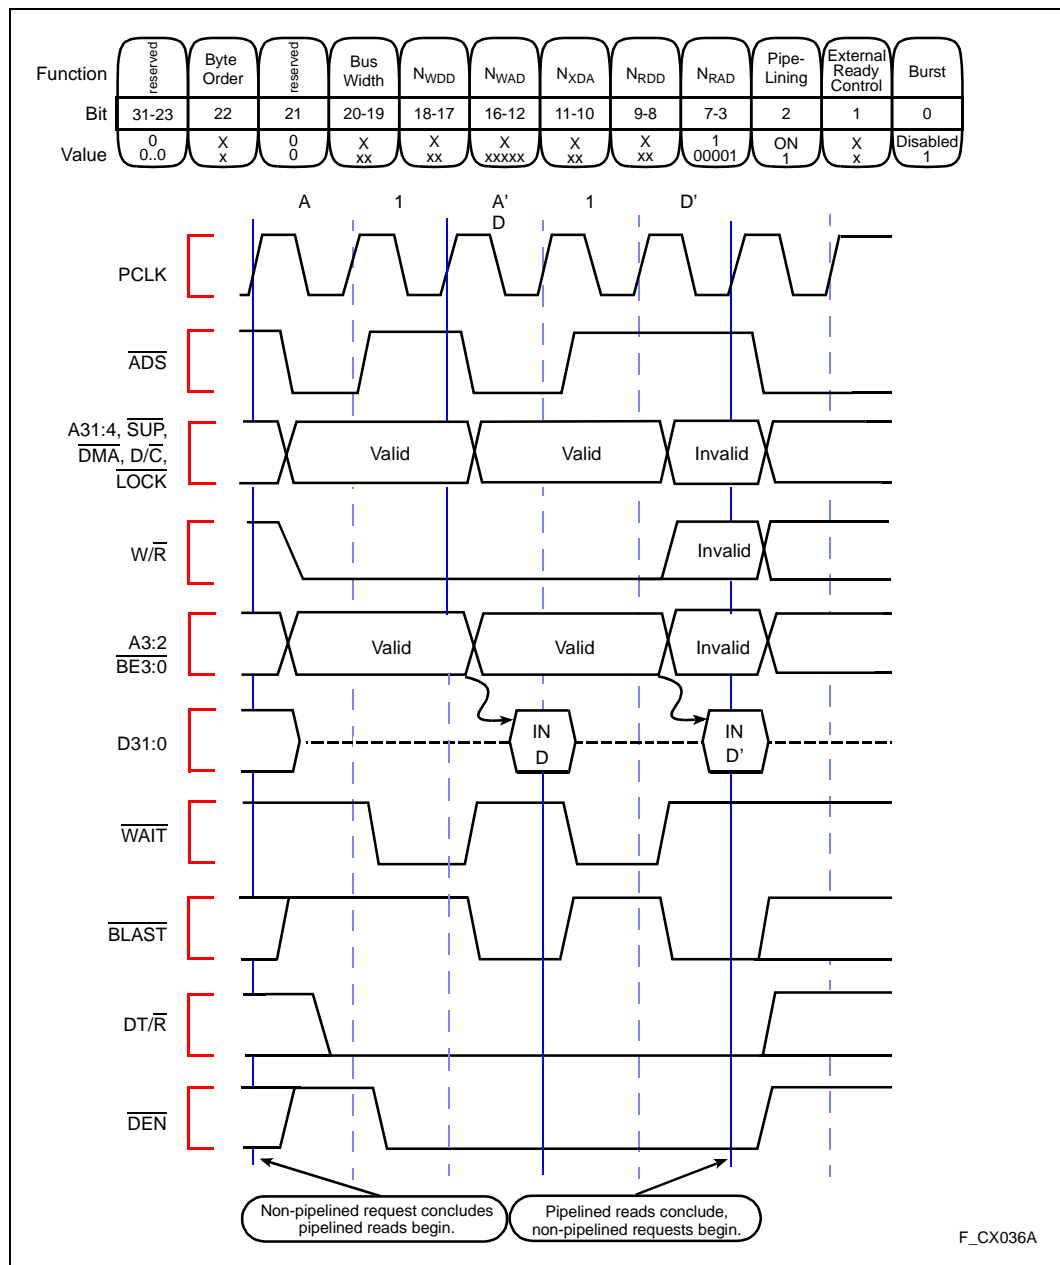 Function reserved Byte Order reserved Bus Width NWDD NWAD NXDA NRDD NRAD Pipe-Lining External Ready Control Burst
Bit 31-23 22 21 20-19 18-17 16-12 11-10 9-8 7-3 2 1 0
Value 0 X 0 X X X X X 1 ON X Disabled
0..0 x 0 xx xx xxxxx xx xx 00001 1 x 1
A 1 A' 1 D'
D
PCLK
ADS
A31:4, SUP,
DMA, D/C,
LOCK
Valid Valid Invalid
W/R
Invalid
A3:2
BE3:0
Valid Valid Invalid
D31:0
IN IN
D D'
WAIT
BLAST
DT/R
DEN
Non-pipelined request concludes
pipelined reads begin.
Pipelined reads conclude,
non-pipelined requests begin.
F_CX036A